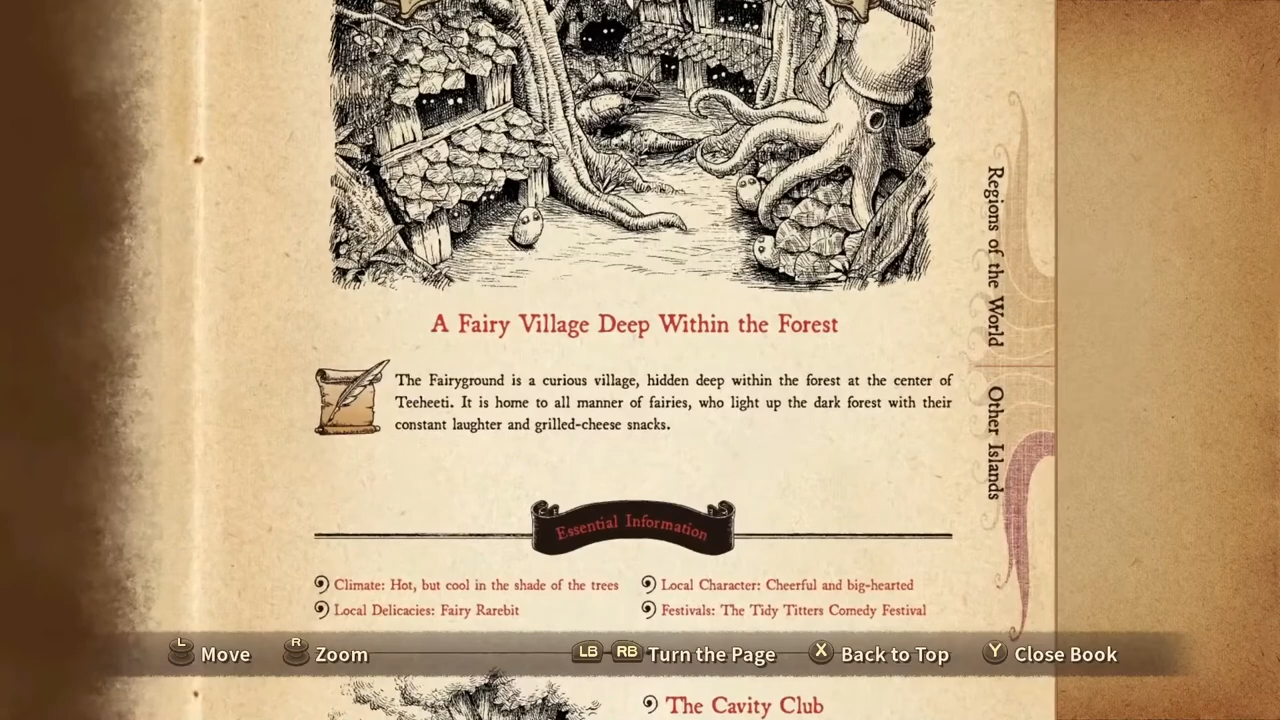 A Fairy Village Deep Within the Forest
The Fairyground is a curious village, hidden deep within the forest at the center of
Teeheeti. It is home to all manner of fairies, who light up the dark forest with their
constant laughter and grilled-cheese snacks.
Regions of the World Other Islands
Essential Information
Climate: Hot, but cool in the shade of the trees
Local Character: Cheerful and big-hearted
Local Delicacies: Fairy Rarebit
Festivals: The Tidy Titters Comedy Festival
L Move R Zoom LB RB Turn the Page X Back to Top Y Close Book
The Cavity Club